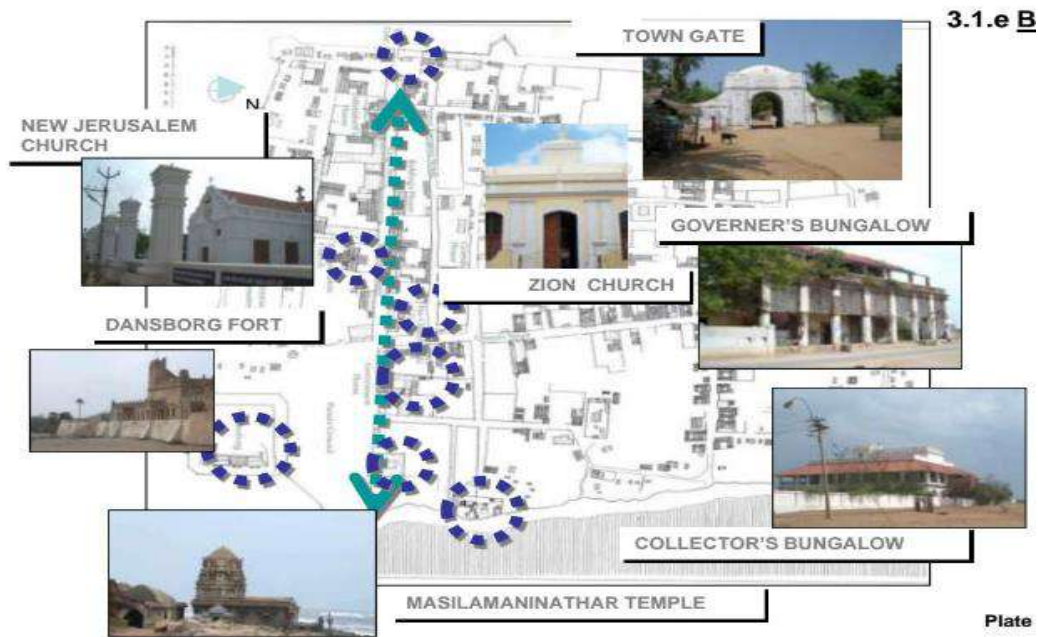 3.1.e B
TOWN GATE
N
NEW JERUSALEM
CHURCH
GOVERNER'S BUNGALOW
ZION CHURCH
DANSBORG FORT
COLLECTOR'S BUNGALOW
MASILAMANINATHAR TEMPLE
Plate